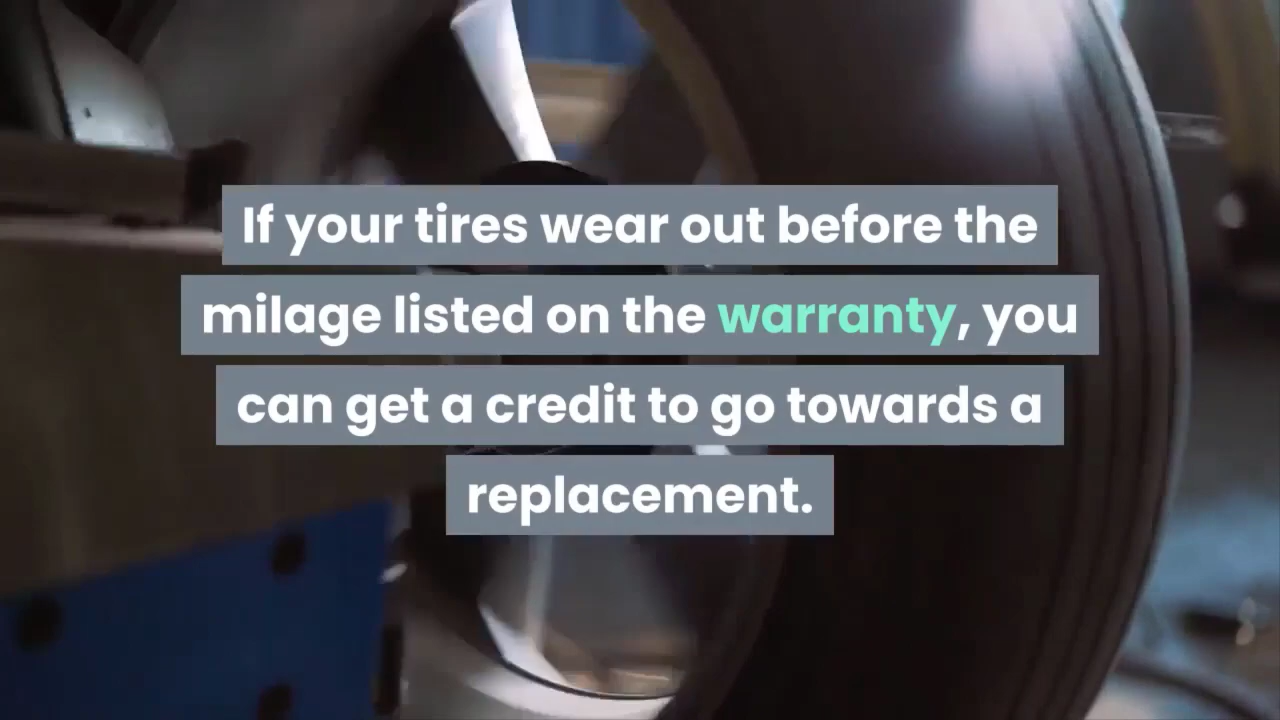 If your tires wear out before the
milage listed on the warranty, you
can get a credit to go towards a
replacement.